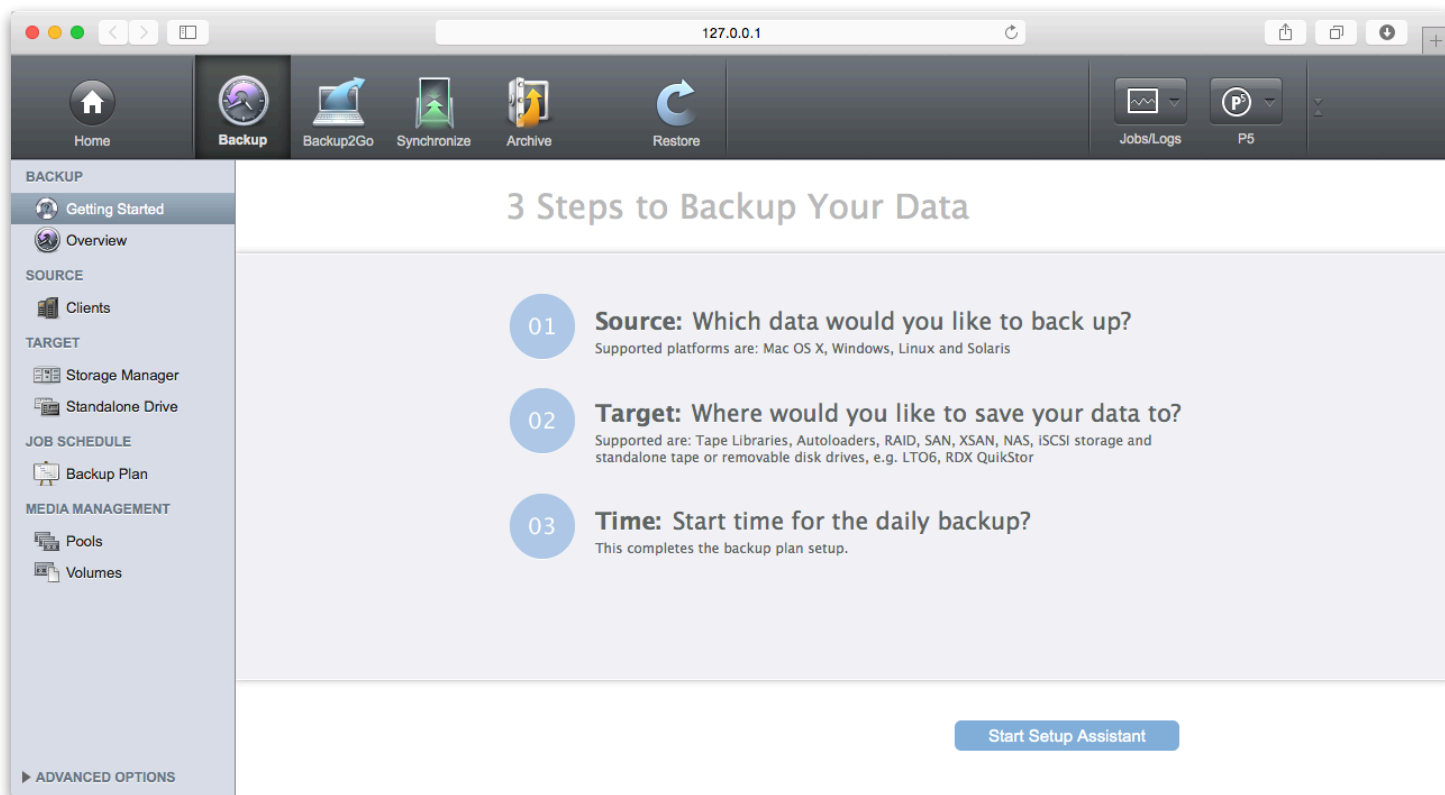 127.0.0.1
Home
Backup
Backup2Go
Synchronize
Archive
Restore
Jobs/Logs
P5
BACKUP
Getting Started
Overview
SOURCE
Clients
TARGET
Storage Manager
Standalone Drive
JOB SCHEDULE
Backup Plan
MEDIA MANAGEMENT
Pools
Volumes
ADVANCED OPTIONS
3 Steps to Backup Your Data
01
Source: Which data would you like to back up?
Supported platforms are: Mac OS X, Windows, Linux and Solaris
02
Target: Where would you like to save your data to?
Supported are: Tape Libraries, Autoloaders, RAID, SAN, XSAN, NAS, iSCSI storage and
standalone tape or removable disk drives, e.g. LTO6, RDX QuikStor
03
Time: Start time for the daily backup?
This completes the backup plan setup.
Start Setup Assistant